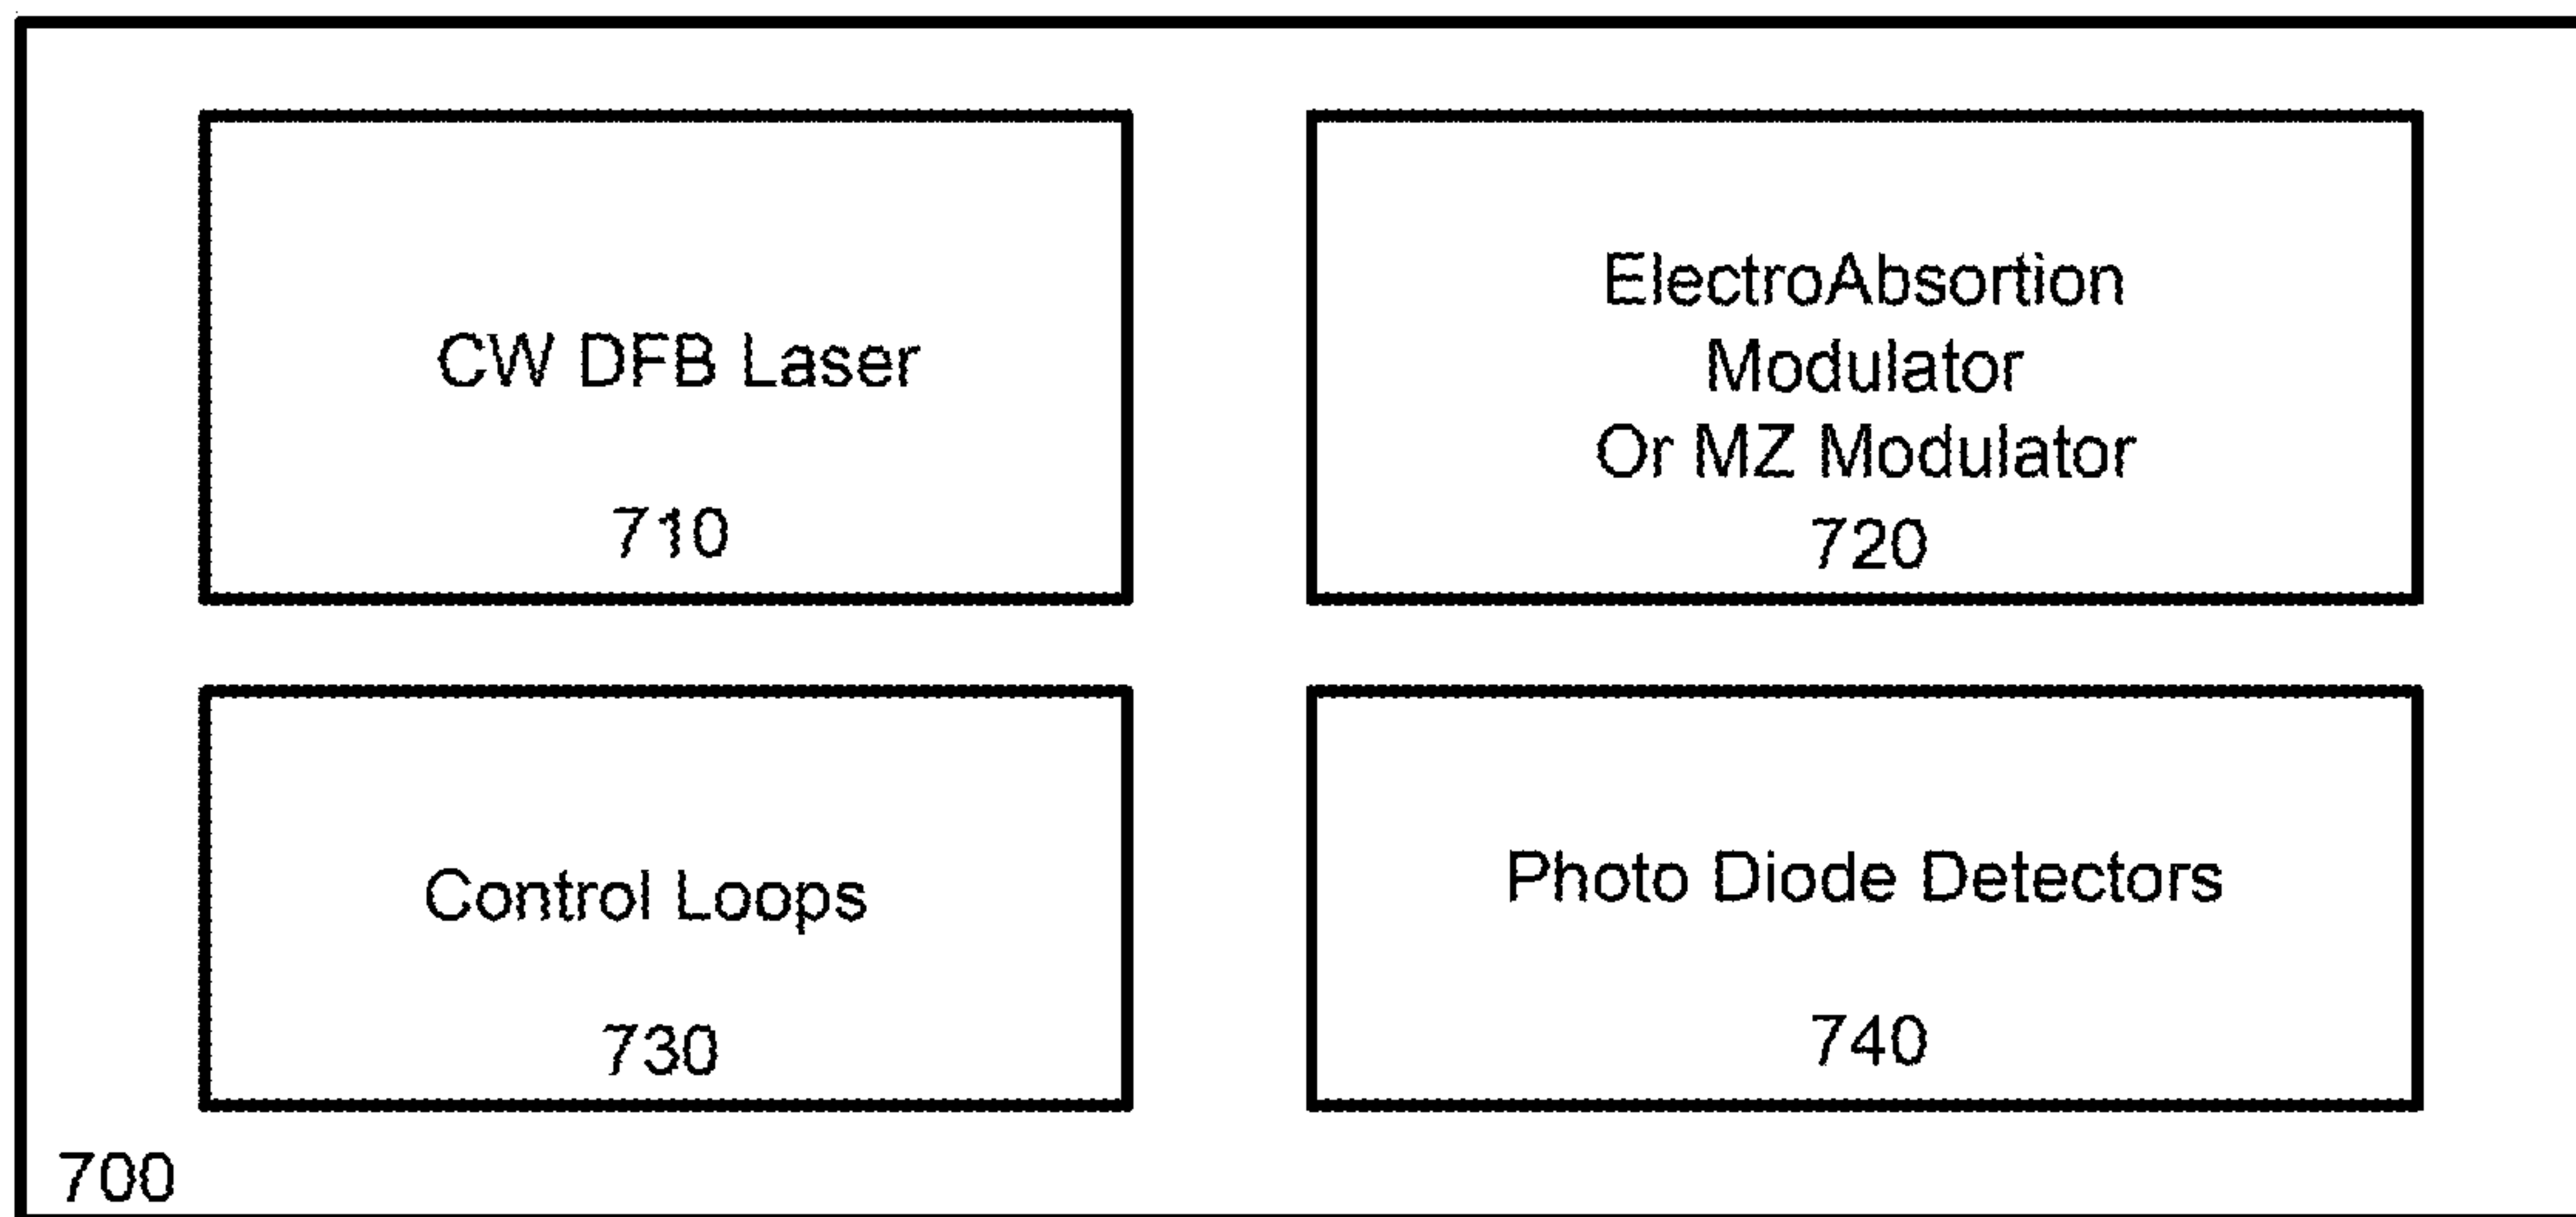 CW DFB Laser
710
ElectroAbsortion
Modulator
Or MZ Modulator
720
Control Loops
730
Photo Diode Detectors
740
700